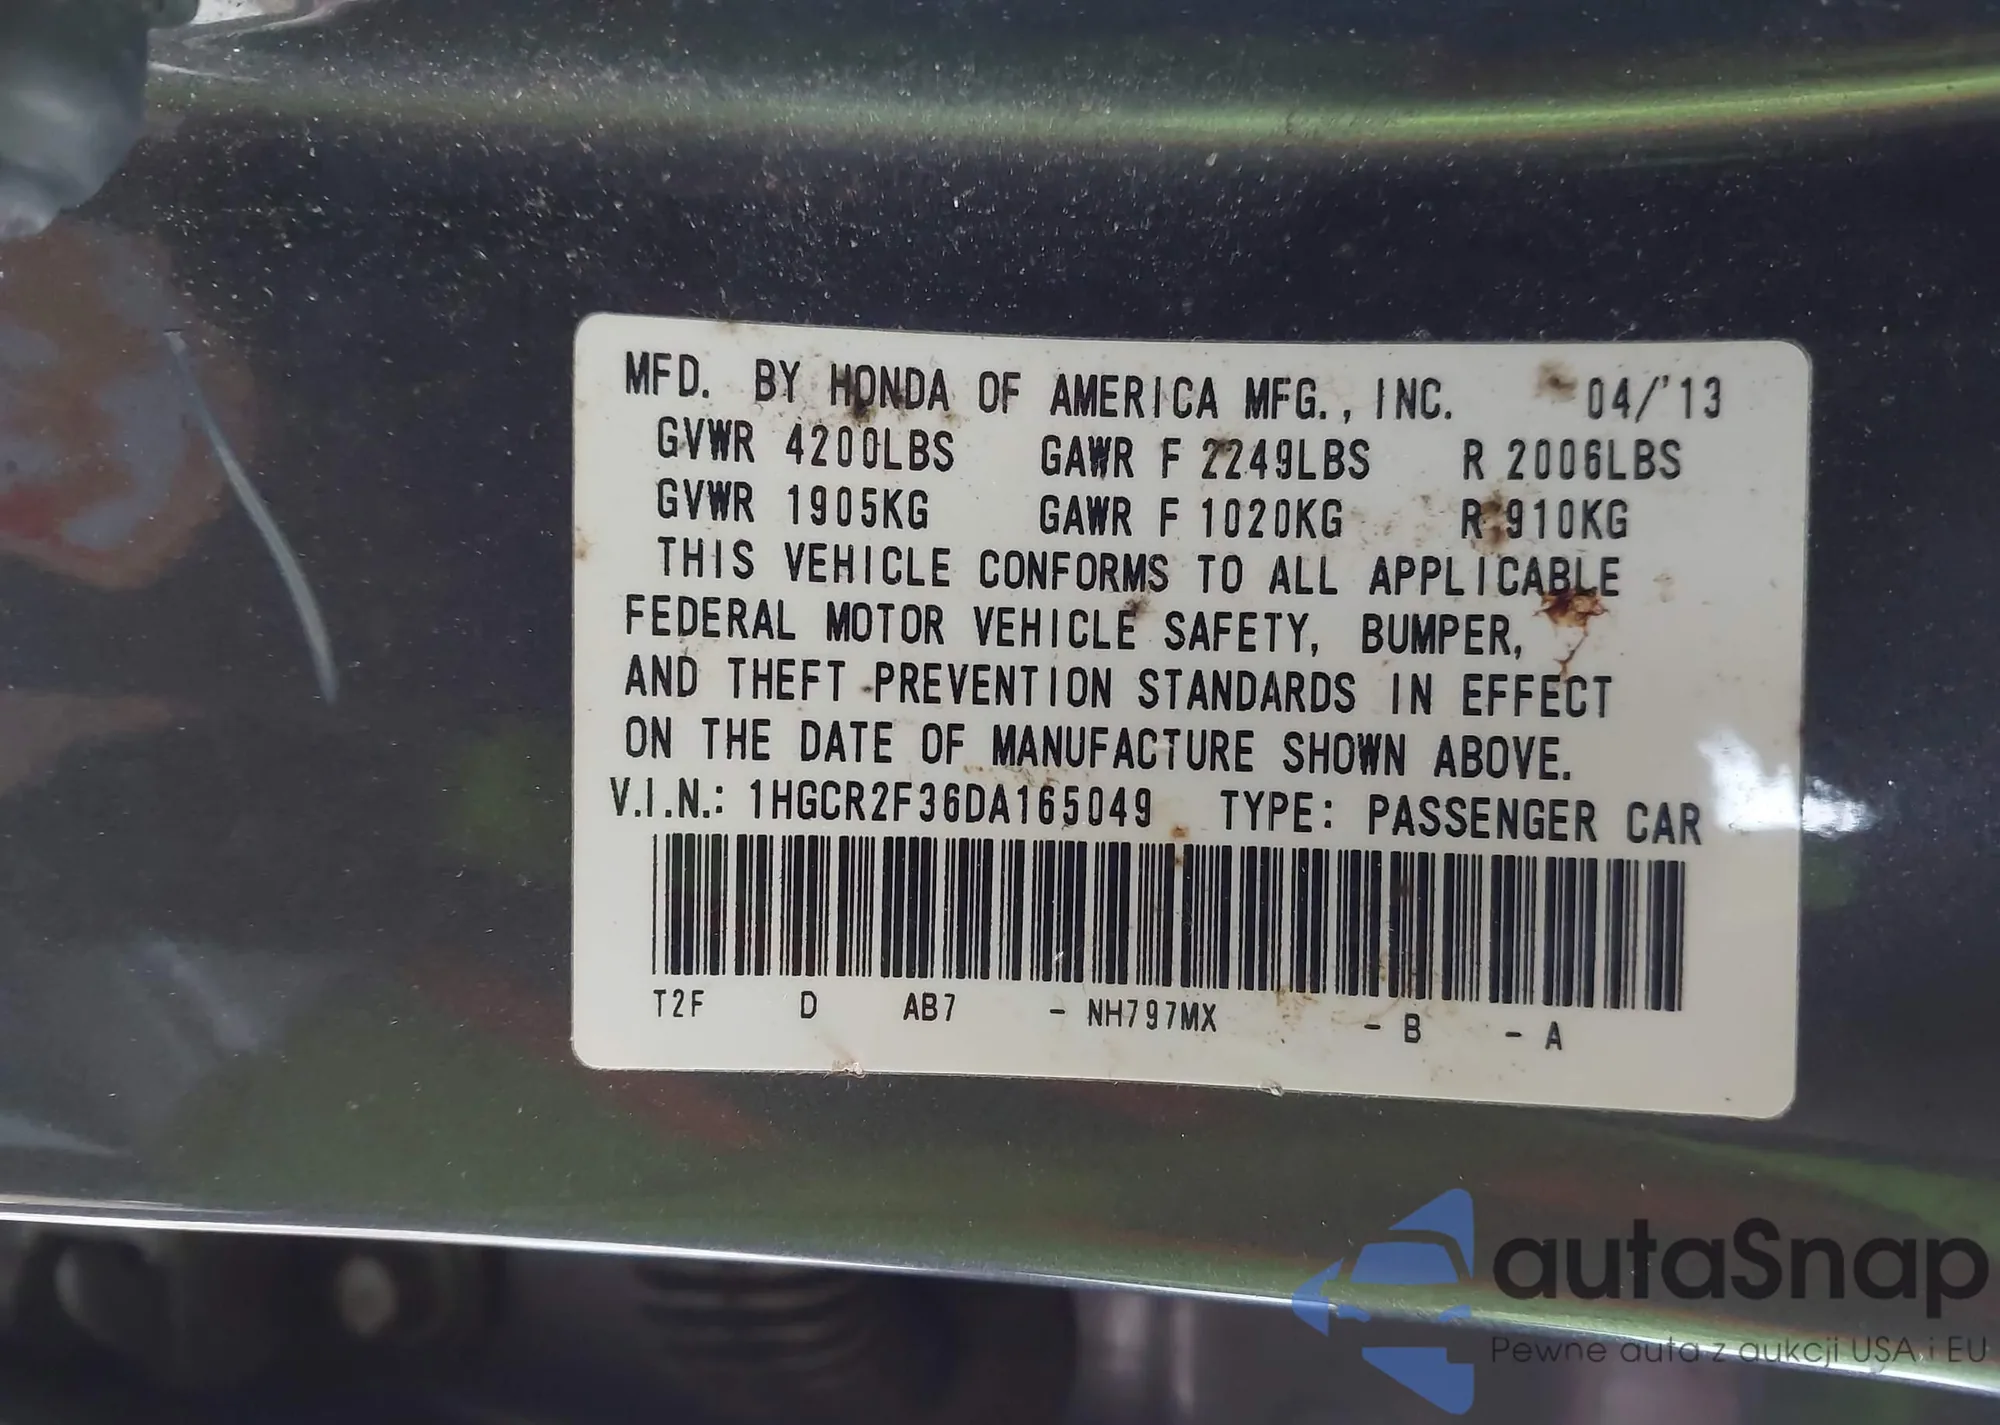 MFD. BY HONDA OF AMERICA MFG., INC. 04/'13
GVWR 4200LBS GAWR F 2249LBS R 2006LBS
GVWR 1905KG GAWR F 1020KG R 910KG
THIS VEHICLE CONFORMS TO ALL APPLICABLE
FEDERAL MOTOR VEHICLE SAFETY, BUMPER,
AND THEFT PREVENTION STANDARDS IN EFFECT
ON THE DATE OF MANUFACTURE SHOWN ABOVE.
V.I.N.: 1HGCR2F36DA165049 TYPE: PASSENGER CAR
T2F D AB7 - NH797MX - B - A
autaSnap
Pewne auta z aukcji USA i EU